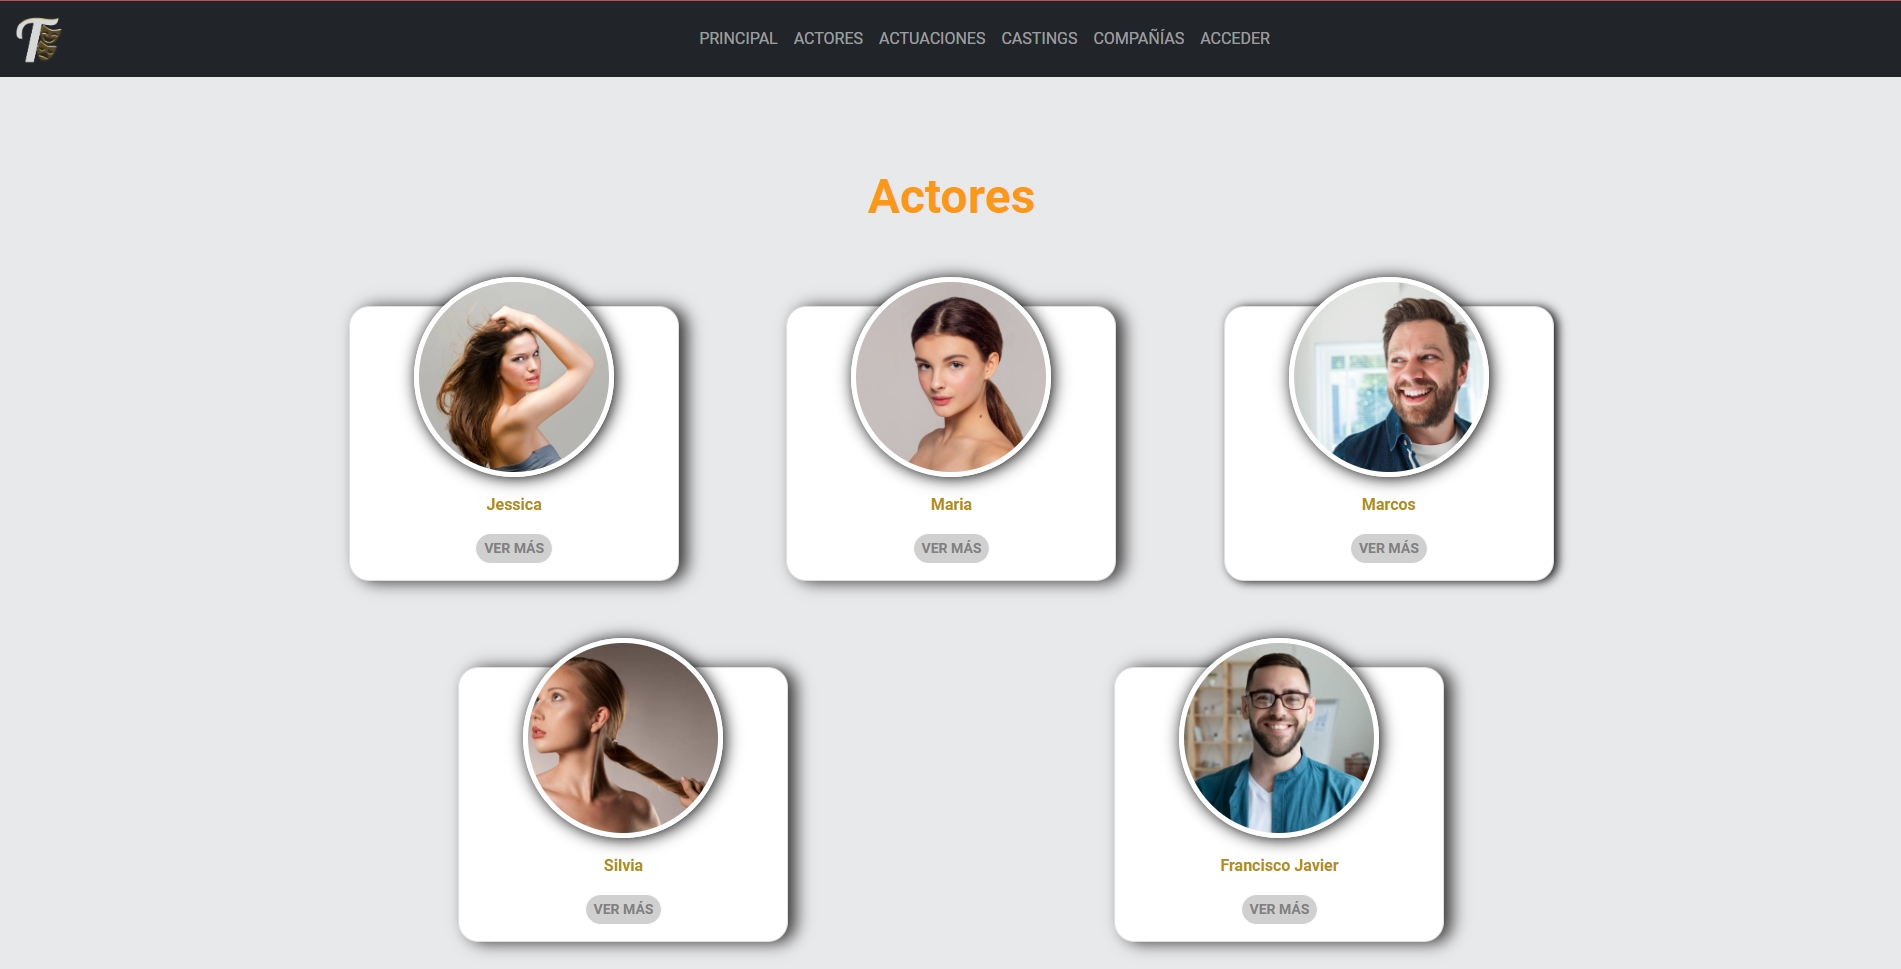 T
PRINCIPAL ACTORES ACTUACIONES CASTINGS COMPAÑÍAS ACCEDER
Actores
Jessica
VER MÁS
Maria
VER MÁS
Marcos
VER MÁS
Silvia
VER MÁS
Francisco Javier
VER MÁS